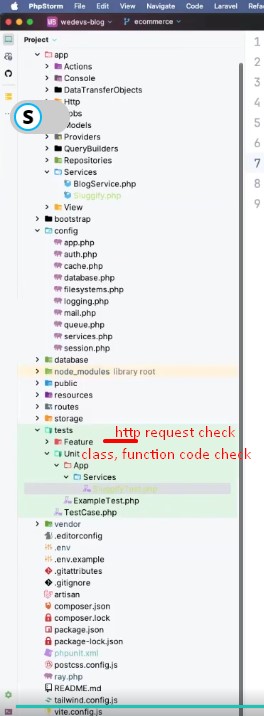 PhpStorm File Edit View Navigate Code Laravel Refac
WS wedevs-blog ecommerce
Project
1
app
2
Actions
Console
3
DataTransferObjects
4
Http
S
Jobs
5
Models
Providers
6
QueryBuilders
7
Repositories
Services
8
BlogService.php
Sluggify.php
9
View
bootstrap
config
app.php
auth.php
cache.php
database.php
filesystems.php
logging.php
mail.php
queue.php
services.php
session.php
database
node_modules library root
public
resources
routes
storage
tests
Feature http request check
Unit class, function code check
App
Services
SluggifyTest.php
ExampleTest.php
TestCase.php
vendor
.editorconfig
.env
.env.example
.gitattributes
.gitignore
artisan
composer.json
composer.lock
package.json
package-lock.json
phpunit.xml
postcss.config.js
ray.php
README.md
tailwind.config.js
vite.config.js